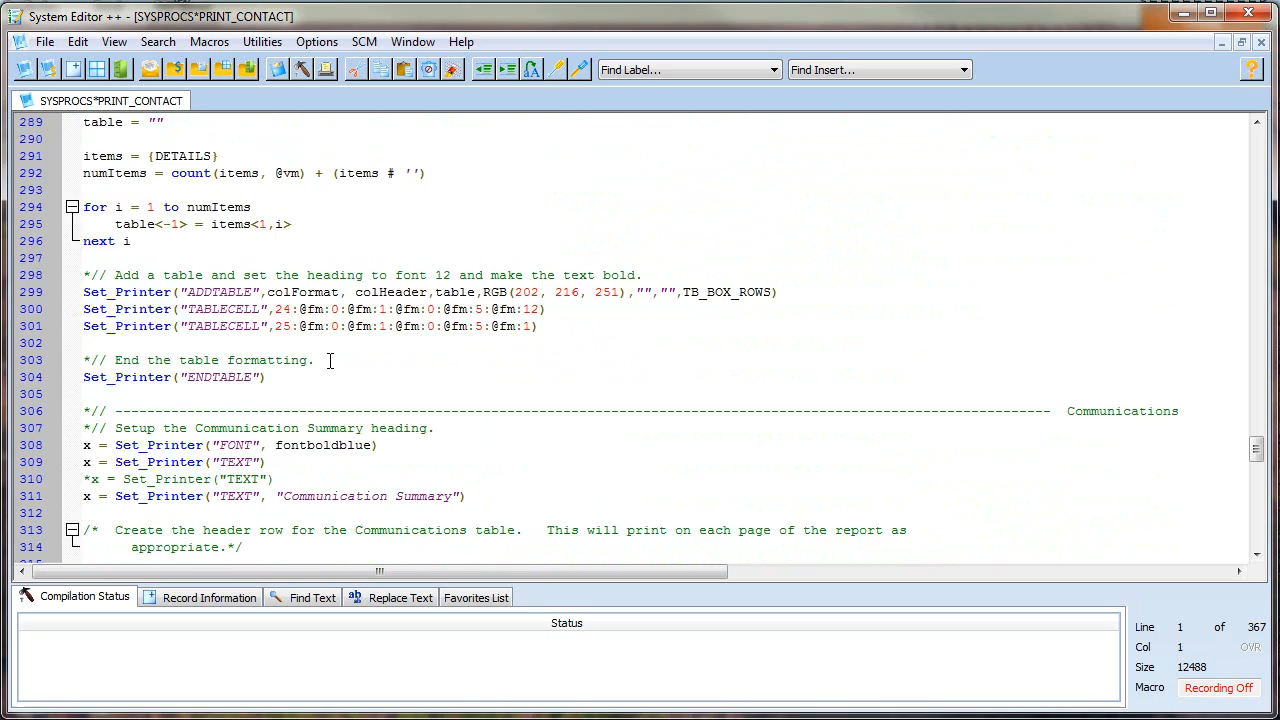 System Editor ++ - [SYSPROCS*PRINT_CONTACT]
File Edit View Search Macros Utilities Options SCM Window Help
Find Label... Find Insert... ?
SYSPROCS*PRINT_CONTACT
289 table = ""
290
291 items = {DETAILS}
292 numItems = count(items, @vm) + (items # '')
293
294 for i = 1 to numItems
295 table<-1> = items<1,i>
296 next i
297
298 *// Add a table and set the heading to font 12 and make the text bold.
299 Set_Printer("ADDTABLE",colFormat, colHeader,table,RGB(202, 216, 251),"","",TB_BOX_ROWS)
300 Set_Printer("TABLECELL",24:@fm:0:@fm:1:@fm:0:@fm:5:@fm:12)
301 Set_Printer("TABLECELL",25:@fm:0:@fm:1:@fm:0:@fm:5:@fm:1)
302
303 *// End the table formatting.
304 Set_Printer("ENDTABLE")
305
306 *// --------------------------------------------------------------------------------------------------------------------- Communications
307 *// Setup the Communication Summary heading.
308 x = Set_Printer("FONT", fontboldblue)
309 x = Set_Printer("TEXT")
310 *x = Set_Printer("TEXT")
311 x = Set_Printer("TEXT", "Communication Summary")
312
313 /* Create the header row for the Communications table. This will print on each page of the report as
314 appropriate.*/
Compilation Status Record Information Find Text Replace Text Favorites List
Status
Line 1 of 367
Col 1 OVR
Size 12488
Macro Recording Off